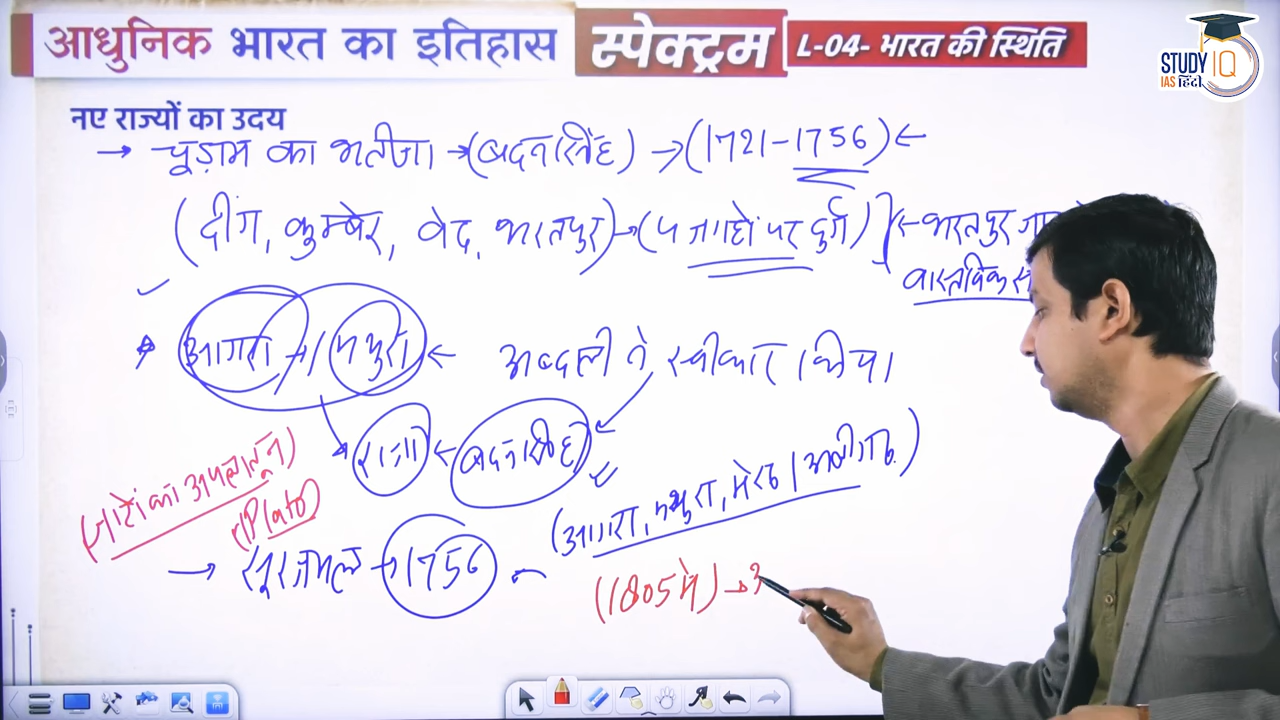 आधुनिक भारत का इतिहास स्पेक्ट्रम L-04- भारत की स्थिति
STUDY IQ
IAS हिंदी
नए राज्यों का उदय
→ चूड़ामन का भतीजा → (बदनसिंह) → (1721-1756) ←
(दीग, कुम्बेर, वेद, भरतपुर) → (4 जगहों पर दुर्ग) ] ← भरतपुर
वास्तविक
आगरा → / मथुरा ← अब्दाली ने स्वीकार किया
राजा ← बदनसिंह
(जाटों का अफलातून)
(Plato)
(आगरा, मथुरा, मेरठ / अलीगढ़)
→ सूरजमल → 1756
(1805 में) →